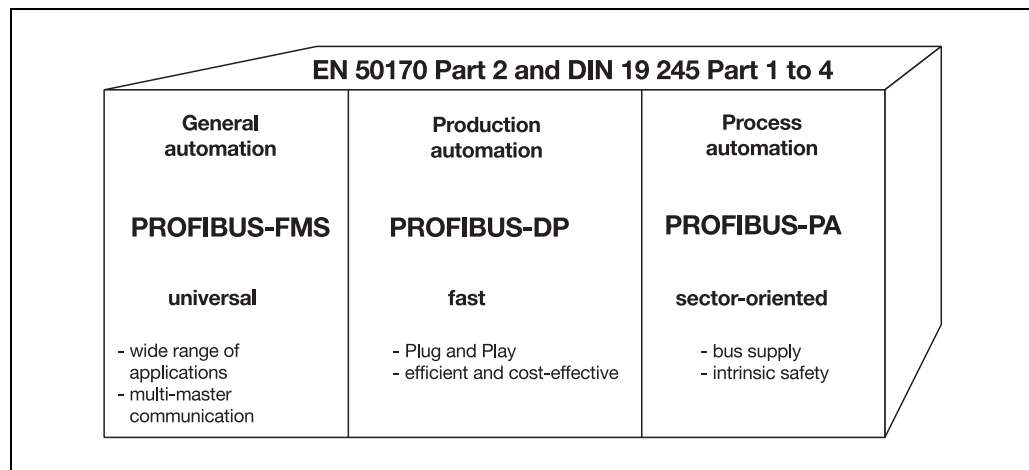 EN 50170 Part 2 and DIN 19 245 Part 1 to 4
General
automation
PROFIBUS-FMS
universal
- wide range of
applications
- multi-master
communication
Production
automation
PROFIBUS-DP
fast
- Plug and Play
- efficient and cost-effective
Process
automation
PROFIBUS-PA
sector-oriented
- bus supply
- intrinsic safety